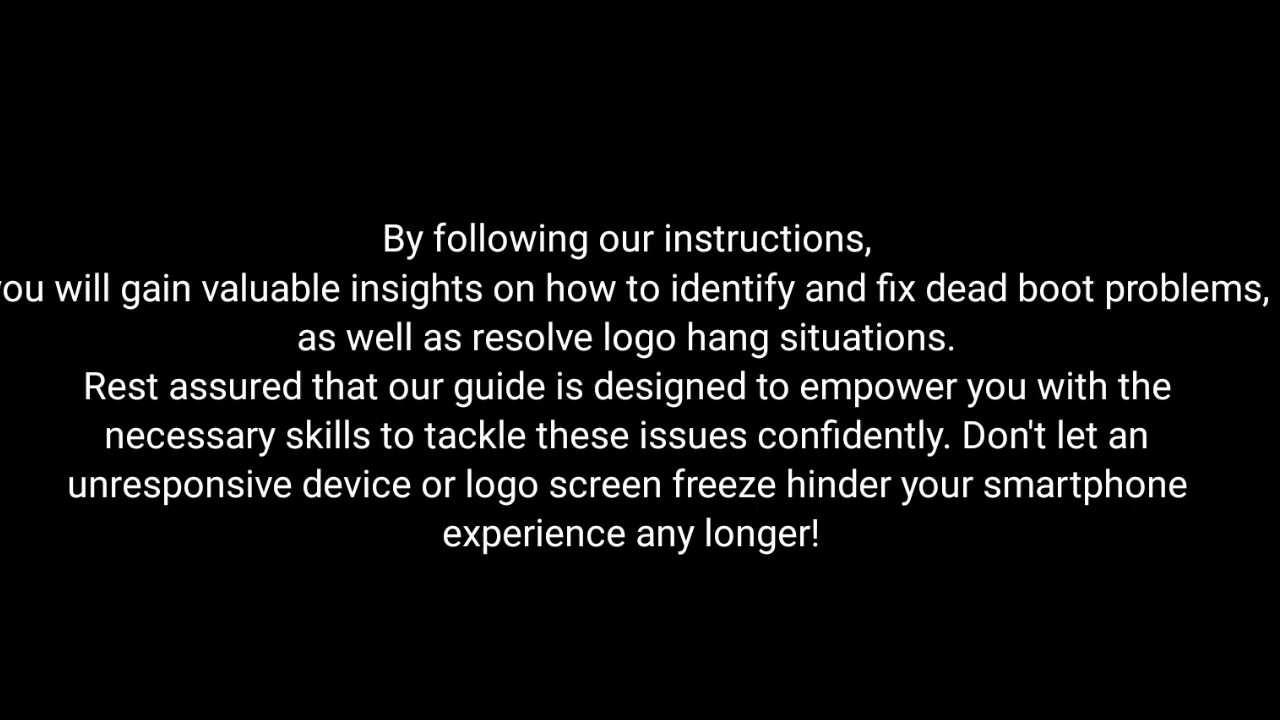 By following our instructions,
you will gain valuable insights on how to identify and fix dead boot problems,
as well as resolve logo hang situations.
Rest assured that our guide is designed to empower you with the
necessary skills to tackle these issues confidently. Don't let an
unresponsive device or logo screen freeze hinder your smartphone
experience any longer!